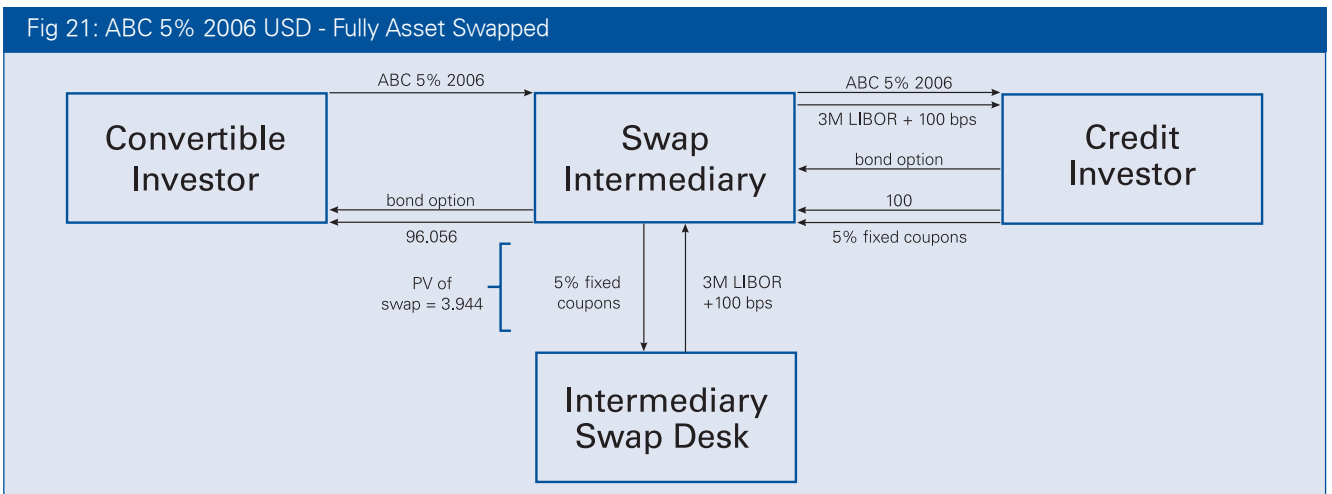 Fig 21: ABC 5% 2006 USD - Fully Asset Swapped
ABC 5% 2006
ABC 5% 2006
3M LIBOR + 100 bps
Convertible
Investor
Swap
Intermediary
Credit
Investor
bond option
bond option
100
96.056
5% fixed coupons
PV of
swap = 3.944
5% fixed
coupons
3M LIBOR
+100 bps
Intermediary
Swap Desk